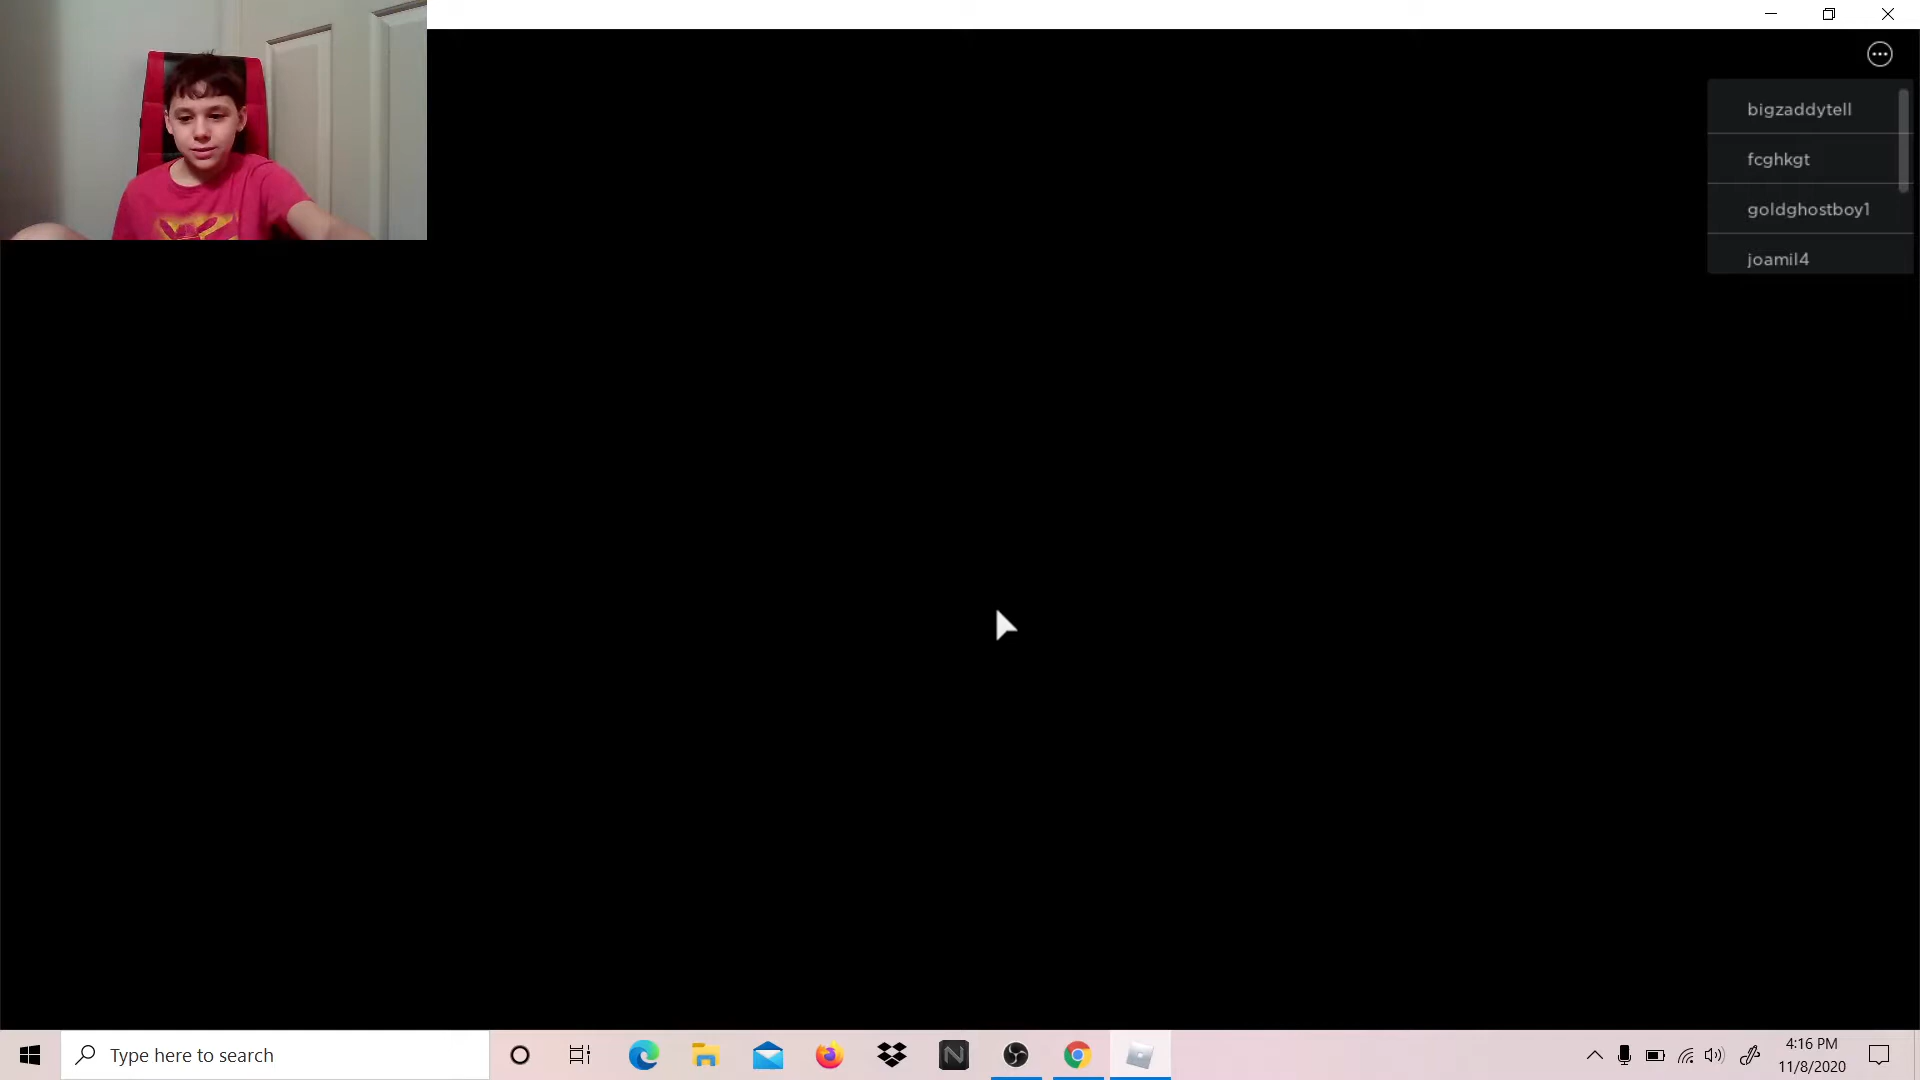 bigzaddytell
fcghkgt
goldghostboy1
joamil4
Type here to search
4:16 PM
11/8/2020